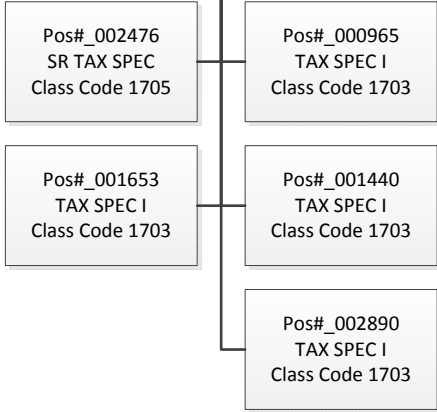 Pos#_002476
SR TAX SPEC
Class Code 1705
Pos#_000965
TAX SPEC I
Class Code 1703
Pos#_001653
TAX SPEC I
Class Code 1703
Pos#_001440
TAX SPEC I
Class Code 1703
Pos#_002890
TAX SPEC I
Class Code 1703